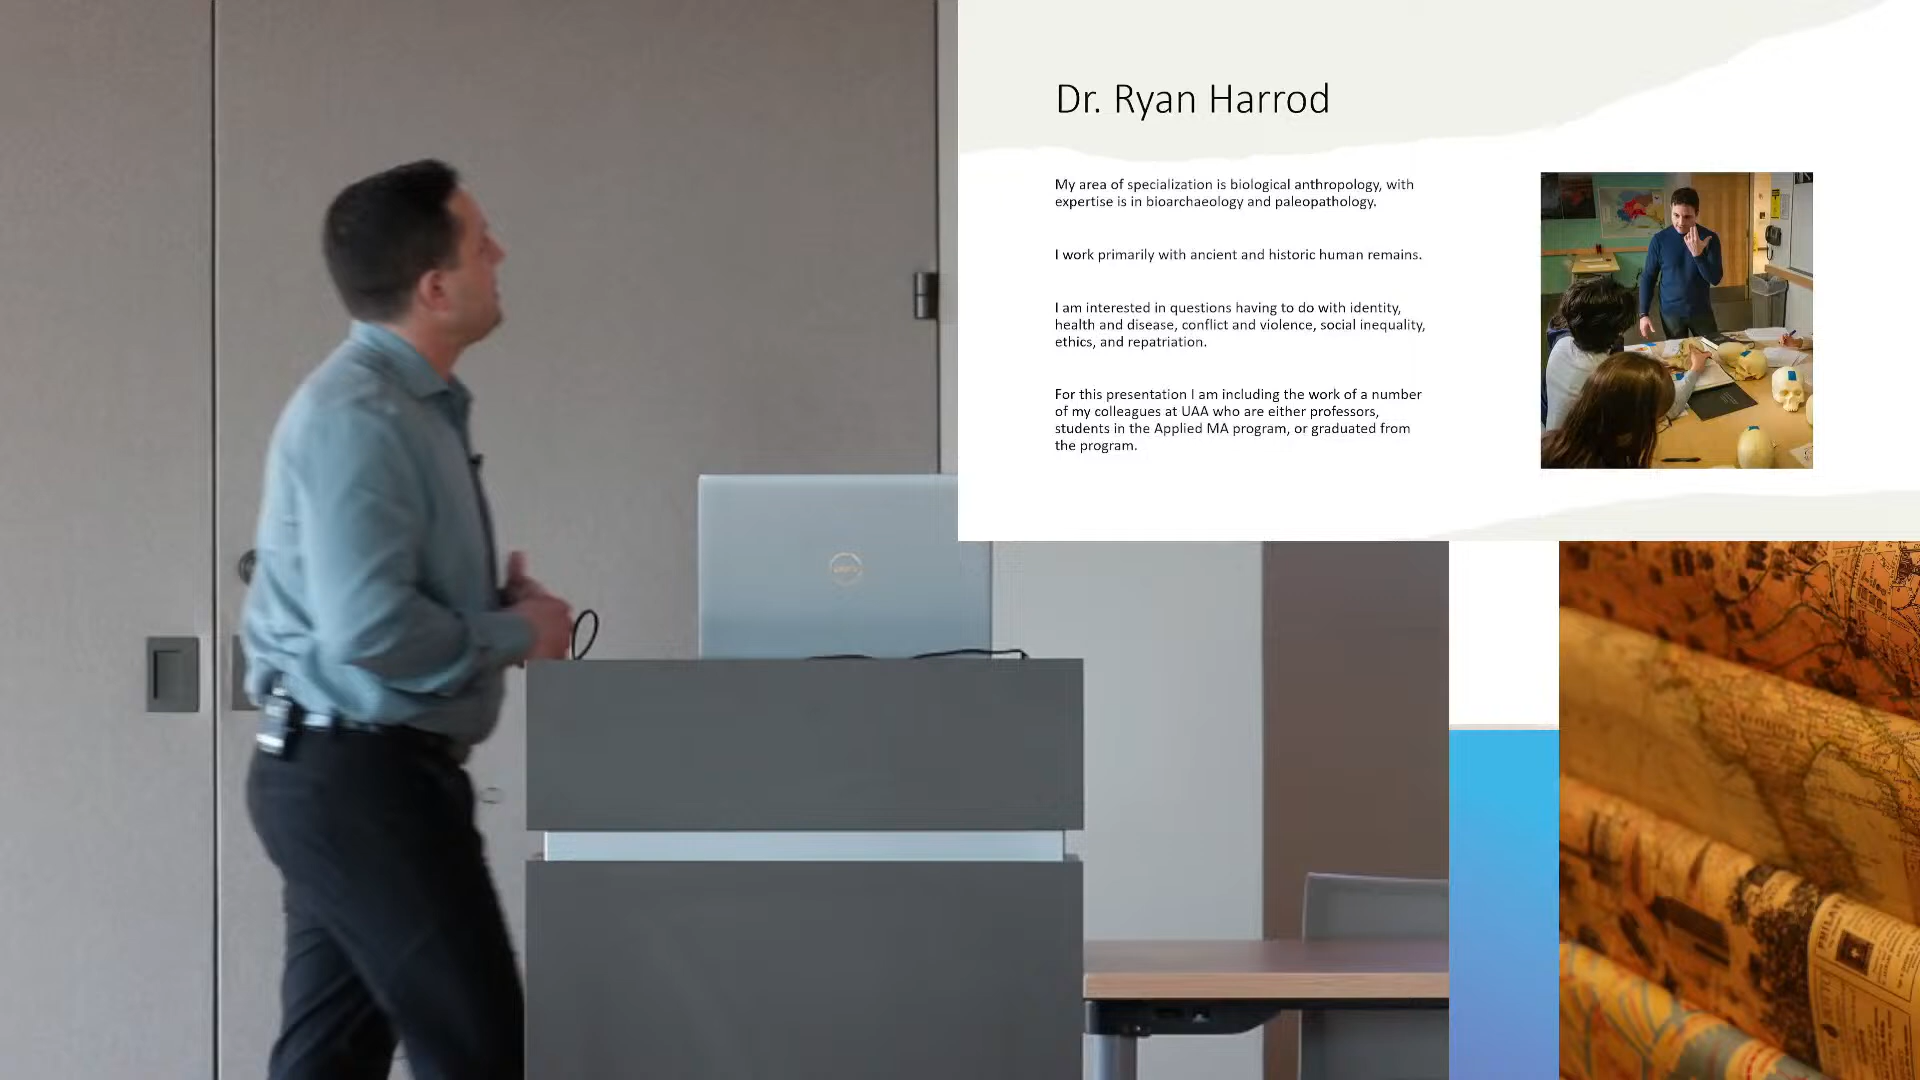 Dr. Ryan Harrod
My area of specialization is biological anthropology, with
expertise is in bioarchaeology and paleopathology.
I work primarily with ancient and historic human remains.
I am interested in questions having to do with identity,
health and disease, conflict and violence, social inequality,
ethics, and repatriation.
For this presentation I am including the work of a number
of my colleagues at UAA who are either professors,
students in the Applied MA program, or graduated from
the program.